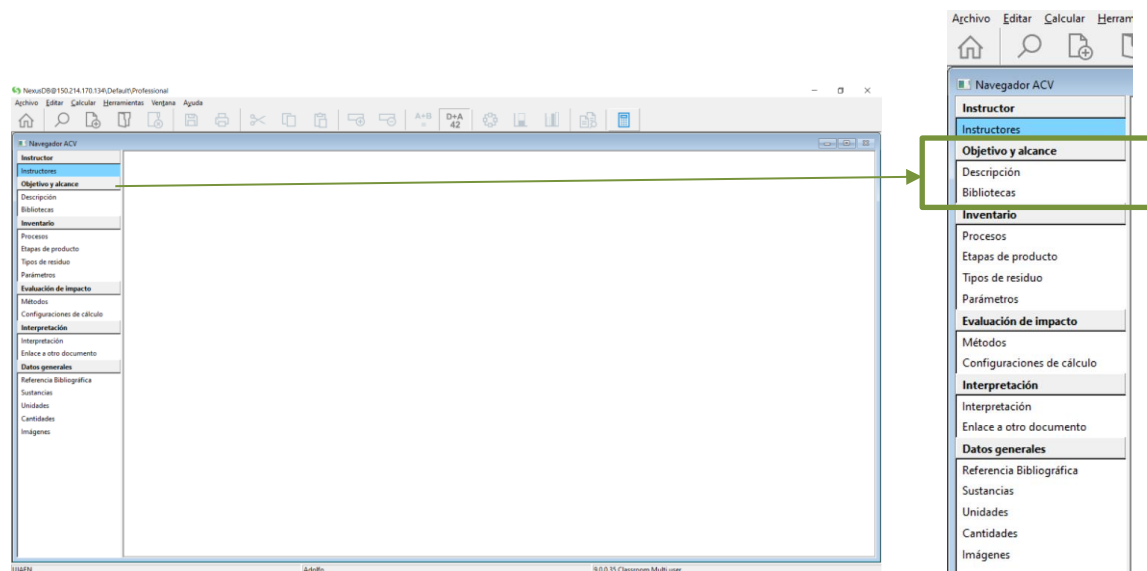 NexusDB@150.214.170.134\Default\Professional
Archivo Editar Calcular Herramientas Ventana Ayuda
A+B
=
D+A
42
Navegador ACV
Instructor
Instructores
Objetivo y alcance
Descripción
Bibliotecas
Inventario
Procesos
Etapas de producto
Tipos de residuo
Parámetros
Evaluación de impacto
Métodos
Configuraciones de cálculo
Interpretación
Interpretación
Enlace a otro documento
Datos generales
Referencia Bibliográfica
Sustancias
Unidades
Cantidades
Imágenes
Adolfo
9.0.0.35 Classroom Multi user
Archivo Editar Calcular Herram
Navegador ACV
Instructor
Instructores
Objetivo y alcance
Descripción
Bibliotecas
Inventario
Procesos
Etapas de producto
Tipos de residuo
Parámetros
Evaluación de impacto
Métodos
Configuraciones de cálculo
Interpretación
Interpretación
Enlace a otro documento
Datos generales
Referencia Bibliográfica
Sustancias
Unidades
Cantidades
Imágenes